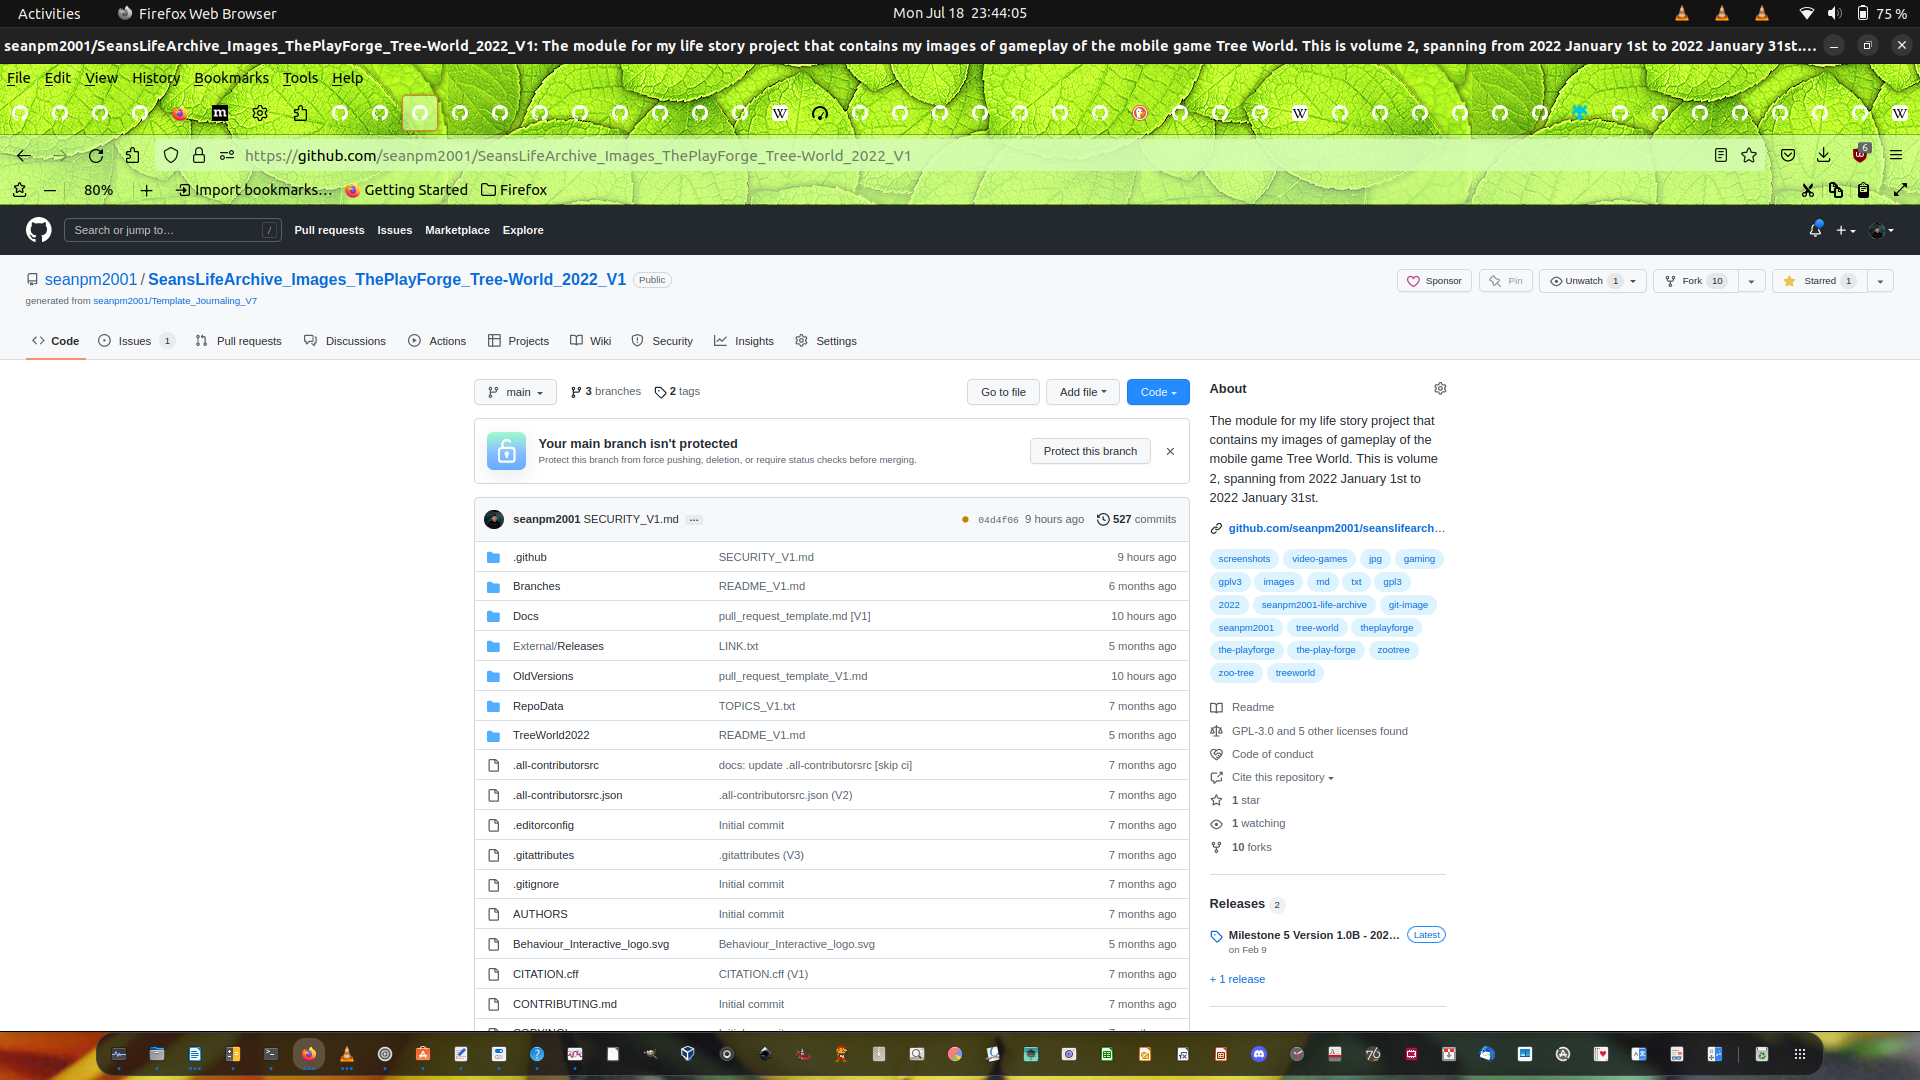 Activities
Firefox Web Browser
Mon Jul 18 23:44:05
75 %
seanpm2001/SeansLifeArchive_Images_ThePlayForge_Tree-World_2022_V1: The module for my life story project that contains my images of gameplay of the mobile game Tree World. This is volume 2, spanning from 2022 January 1st to 2022 January 31st....
File Edit View History Bookmarks Tools Help
https://github.com/seanpm2001/SeansLifeArchive_Images_ThePlayForge_Tree-World_2022_V1
6
80%
Import bookmarks...
Getting Started
Firefox
Search or jump to...
/
Pull requests
Issues
Marketplace
Explore
seanpm2001 / SeansLifeArchive_Images_ThePlayForge_Tree-World_2022_V1
Public
generated from seanpm2001/Template_Journaling_V7
Sponsor
Pin
Unwatch 1
Fork 10
Starred 1
Code
Issues 1
Pull requests
Discussions
Actions
Projects
Wiki
Security
Insights
Settings
main
3 branches
2 tags
Go to file
Add file
Code
Your main branch isn't protected
Protect this branch from force pushing, deletion, or require status checks before merging.
Protect this branch
seanpm2001 SECURITY_V1.md ...
04d4f06 9 hours ago
527 commits
.github SECURITY_V1.md 9 hours ago
Branches README_V1.md 6 months ago
Docs pull_request_template.md [V1] 10 hours ago
External/Releases LINK.txt 5 months ago
OldVersions pull_request_template_V1.md 10 hours ago
RepoData TOPICS_V1.txt 7 months ago
TreeWorld2022 README_V1.md 5 months ago
.all-contributorsrc docs: update .all-contributorsrc [skip ci] 7 months ago
.all-contributorsrc.json .all-contributorsrc.json (V2) 7 months ago
.editorconfig Initial commit 7 months ago
.gitattributes .gitattributes (V3) 7 months ago
.gitignore Initial commit 7 months ago
AUTHORS Initial commit 7 months ago
Behaviour_Interactive_logo.svg Behaviour_Interactive_logo.svg 5 months ago
CITATION.cff CITATION.cff (V1) 7 months ago
CONTRIBUTING.md Initial commit 7 months ago
About
The module for my life story project that
contains my images of gameplay of the
mobile game Tree World. This is volume
2, spanning from 2022 January 1st to
2022 January 31st.
github.com/seanpm2001/seanslifearch...
screenshots video-games jpg gaming
gplv3 images md txt gpl3
2022 seanpm2001-life-archive git-image
seanpm2001 tree-world theplayforge
the-playforge the-play-forge zootree
zoo-tree treeworld
Readme
GPL-3.0 and 5 other licenses found
Code of conduct
Cite this repository
1 star
1 watching
10 forks
Releases 2
Milestone 5 Version 1.0B - 202... Latest
on Feb 9
+ 1 release